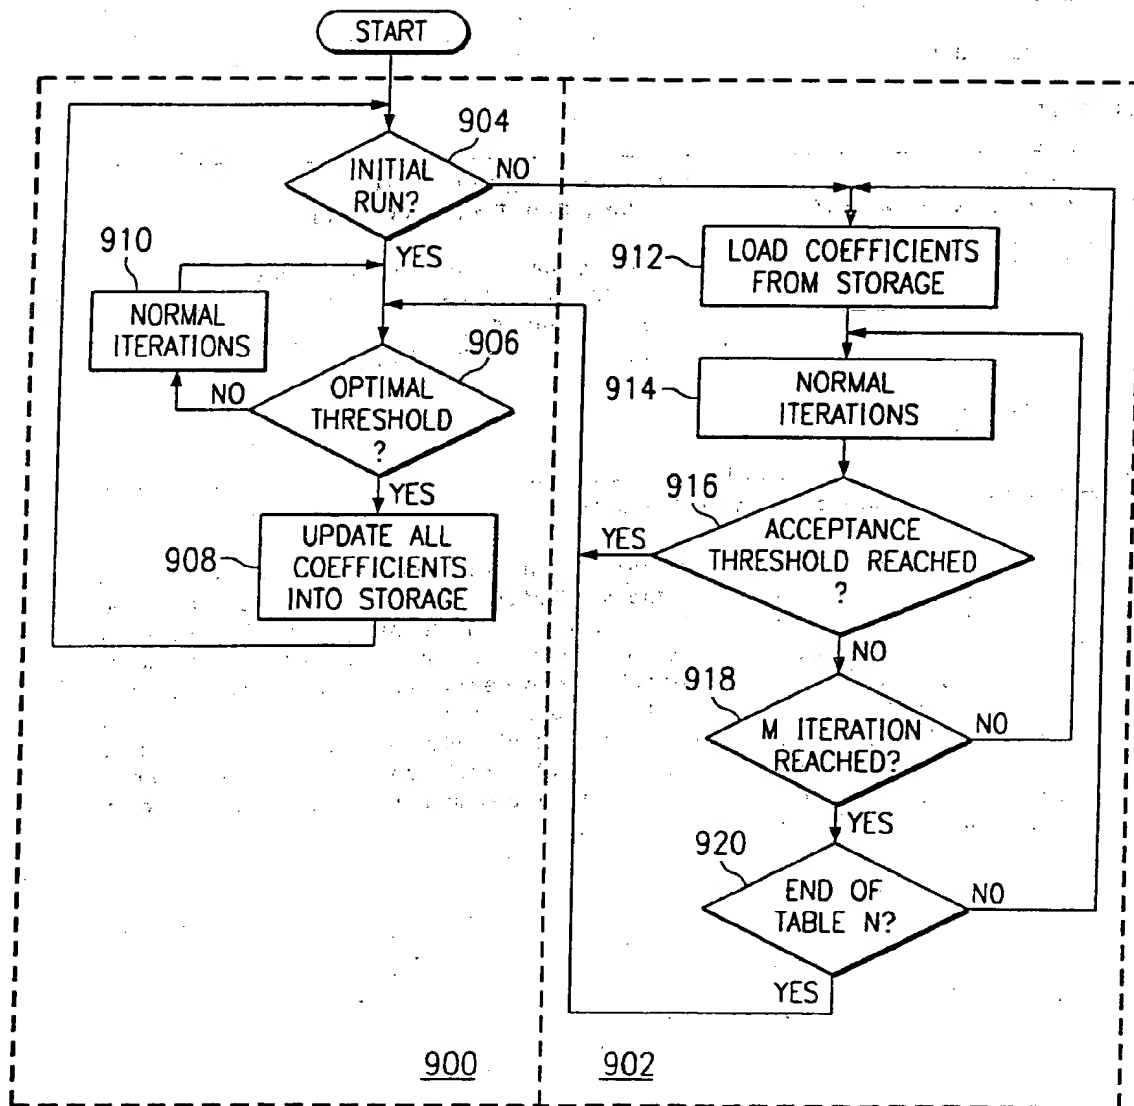 START
904
INITIAL
RUN?
NO
YES
910
NORMAL
ITERATIONS
906
OPTIMAL
THRESHOLD
?
NO
YES
908
UPDATE ALL
COEFFICIENTS
INTO STORAGE
912
LOAD COEFFICIENTS
FROM STORAGE
914
NORMAL
ITERATIONS
916
ACCEPTANCE
THRESHOLD REACHED
?
YES
NO
918
M ITERATION
REACHED?
NO
YES
920
END OF
TABLE N?
NO
YES
900
902